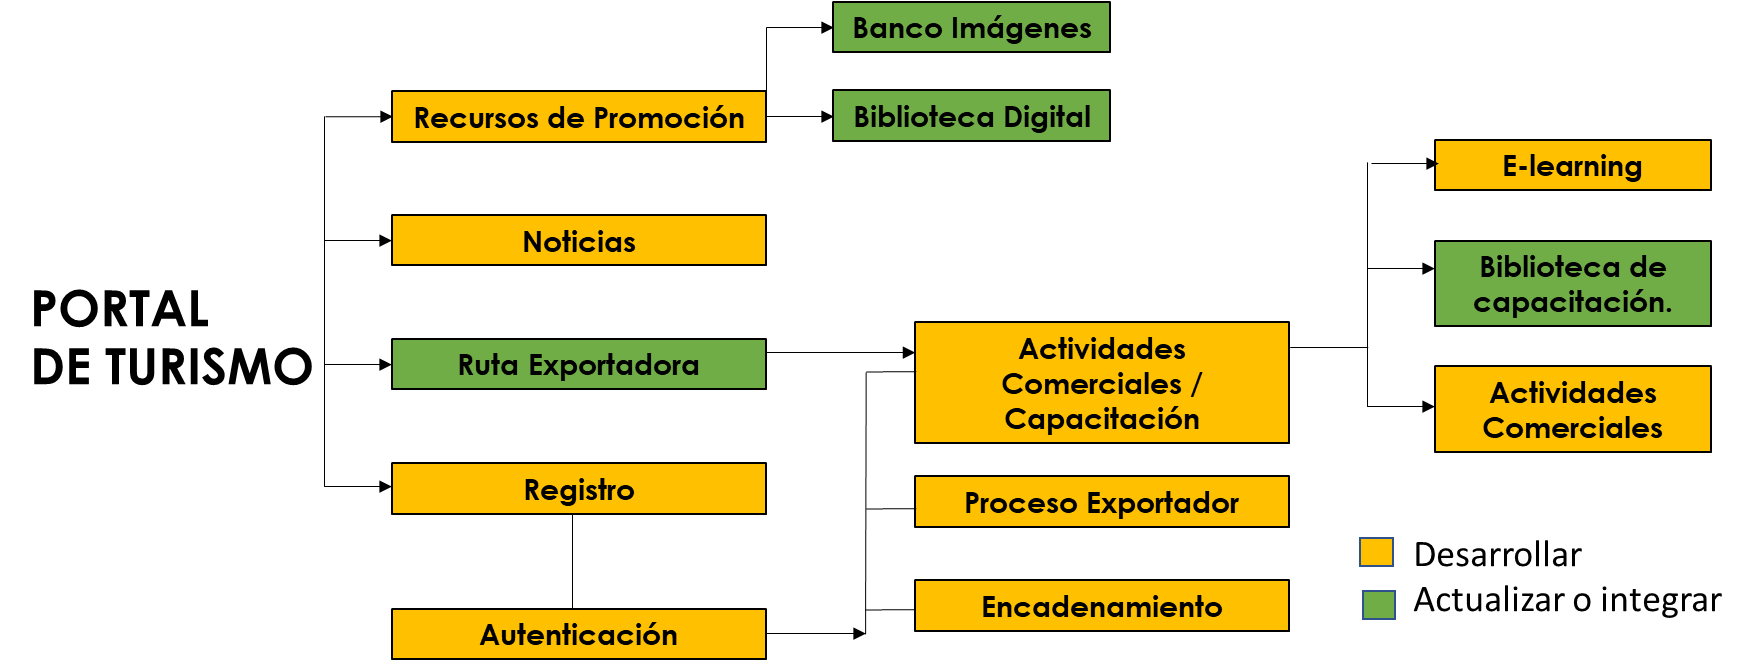 PORTAL
DE TURISMO
Recursos de Promoción
Banco Imágenes
Biblioteca Digital
Noticias
Ruta Exportadora
Registro
Autenticación
Actividades
Comerciales /
Capacitación
Proceso Exportador
Encadenamiento
E-learning
Biblioteca de
capacitación.
Actividades
Comerciales
Desarrollar
Actualizar o integrar